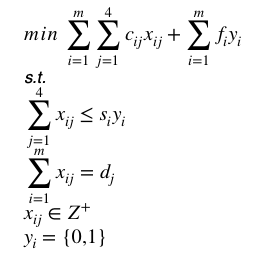 min ∑_{i=1}^{m} ∑_{j=1}^{4} c_{ij}x_{ij} + ∑_{i=1}^{m} f_i y_i
s.t.
∑_{j=1}^{4} x_{ij} ≤ s_i y_i
∑_{i=1}^{m} x_{ij} = d_j
x_{ij} ∈ Z^+
y_i = {0,1}